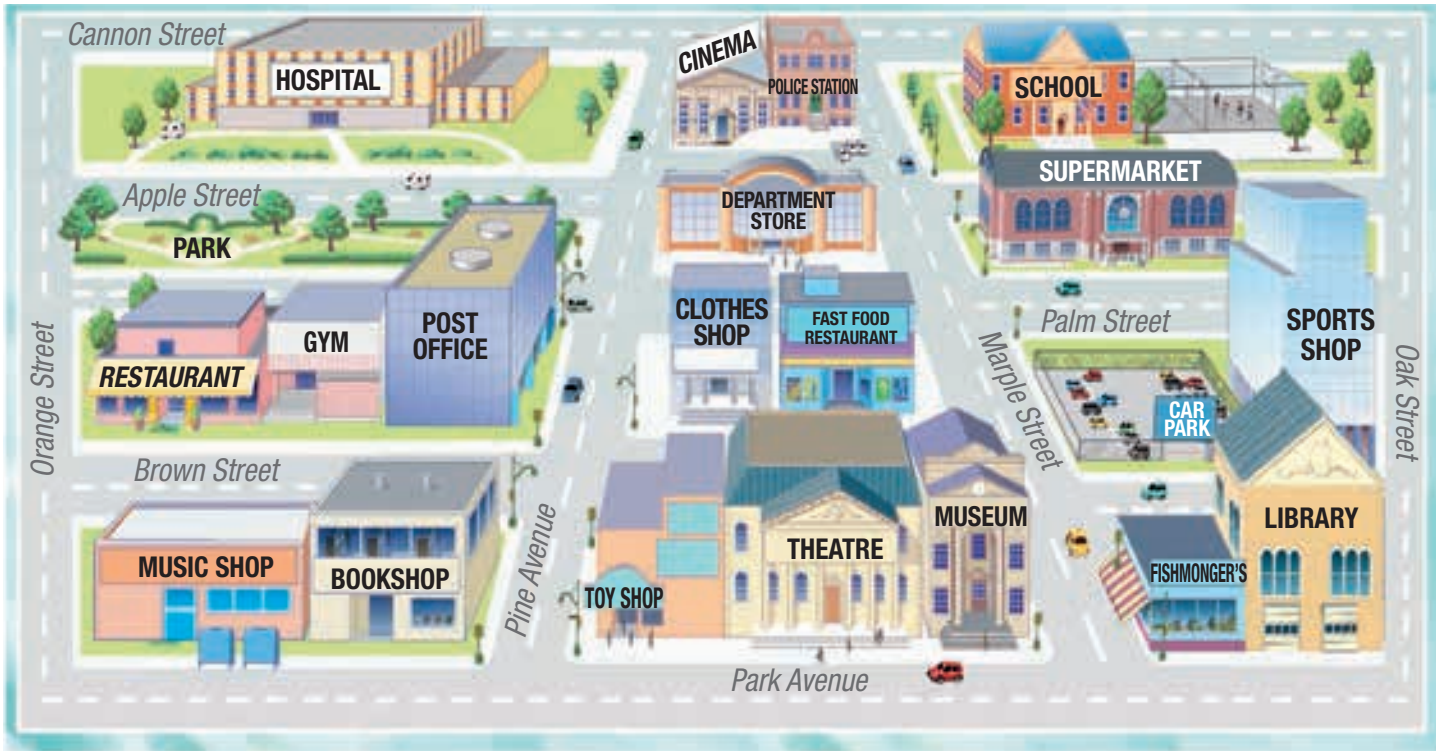 Cannon Street
HOSPITAL
CINEMA
POLICE STATION
SCHOOL
SUPERMARKET
Apple Street
PARK
DEPARTMENT
STORE
RESTAURANT
GYM
POST
OFFICE
CLOTHES
SHOP
FAST FOOD
RESTAURANT
Palm Street
SPORTS
SHOP
Orange Street
Marple Street
CAR
PARK
Oak Street
Brown Street
MUSIC SHOP
BOOKSHOP
Pine Avenue
TOY SHOP
THEATRE
MUSEUM
FISHMONGER'S
LIBRARY
Park Avenue